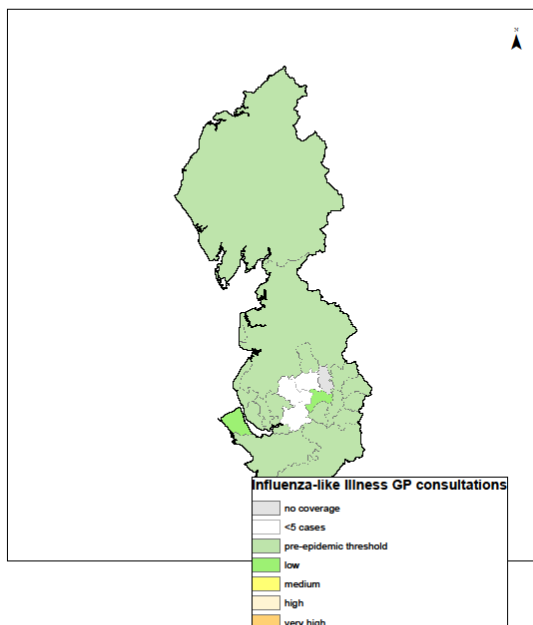 N
Influenza-like Illness GP consultations
no coverage
<5 cases
pre-epidemic threshold
low
medium
high
very high